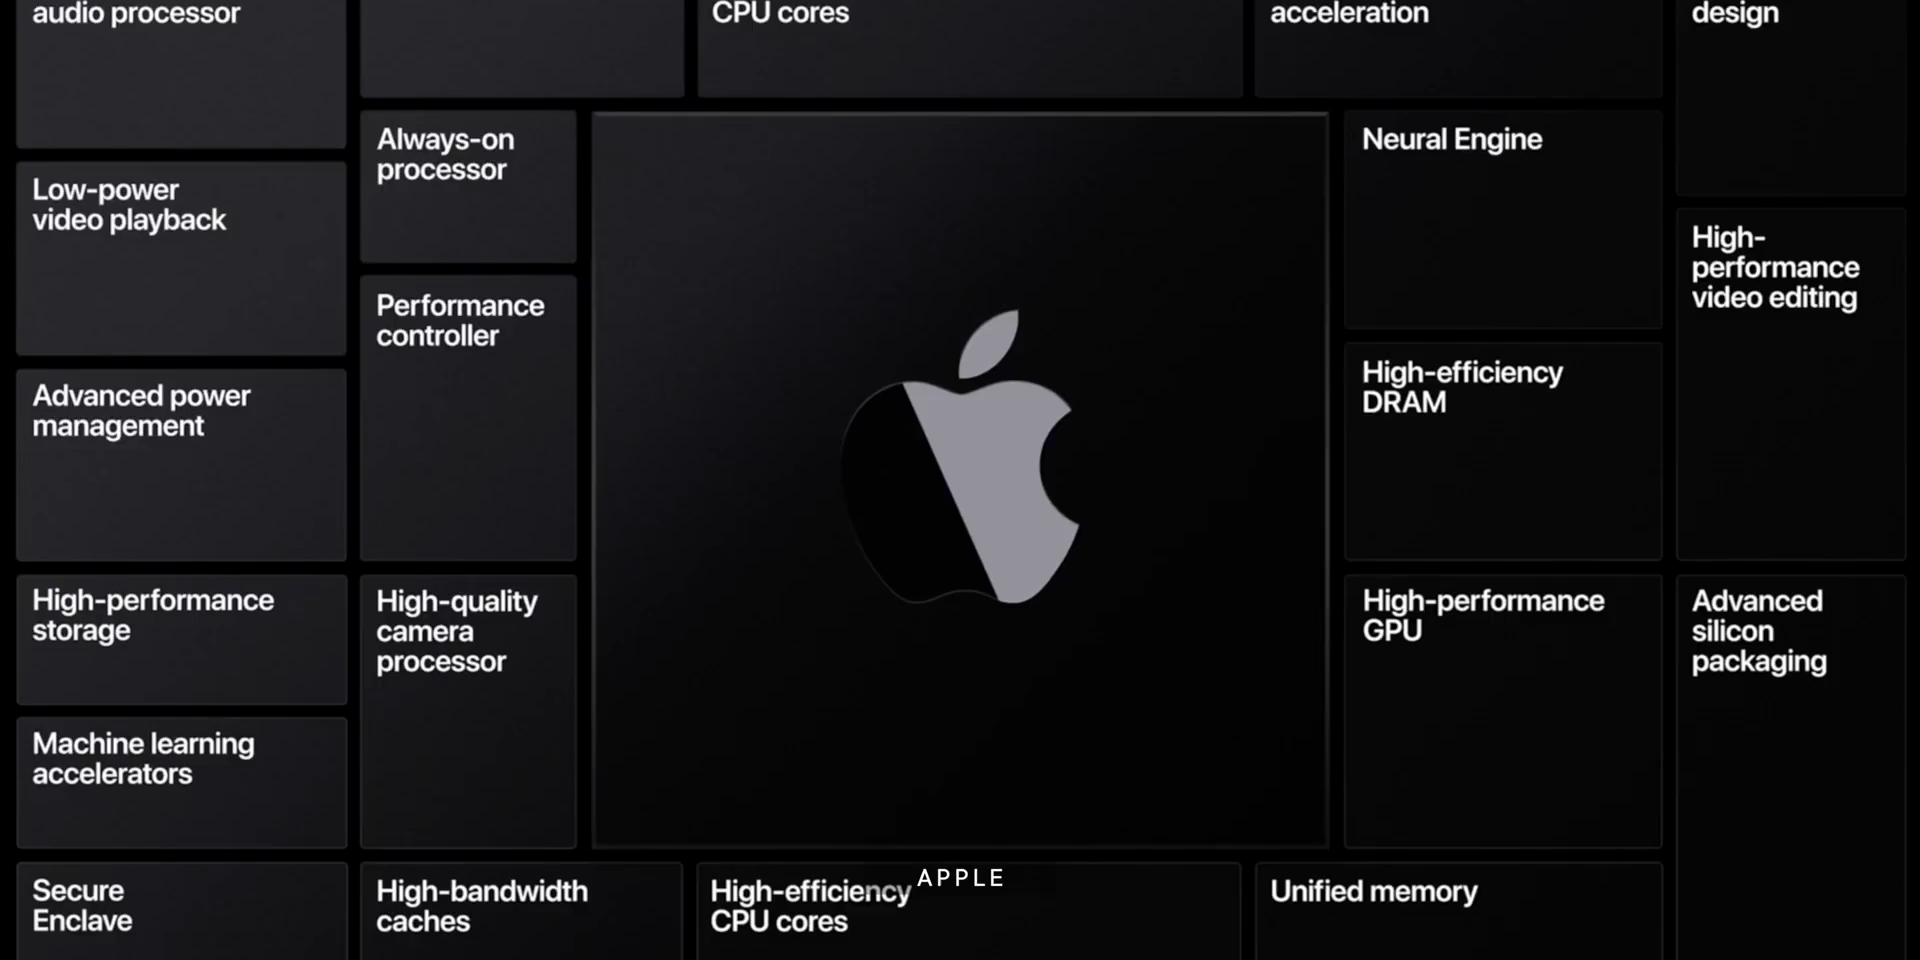 audio processor
CPU cores
acceleration
design
Always-on
processor
Neural Engine
Low-power
video playback
High-
performance
video editing
Performance
controller
High-efficiency
DRAM
Advanced power
management
High-performance
storage
High-quality
camera
processor
High-performance
GPU
Advanced
silicon
packaging
Machine learning
accelerators
Secure
Enclave
High-bandwidth
caches
High-efficiency
CPU cores
APPLE
Unified memory